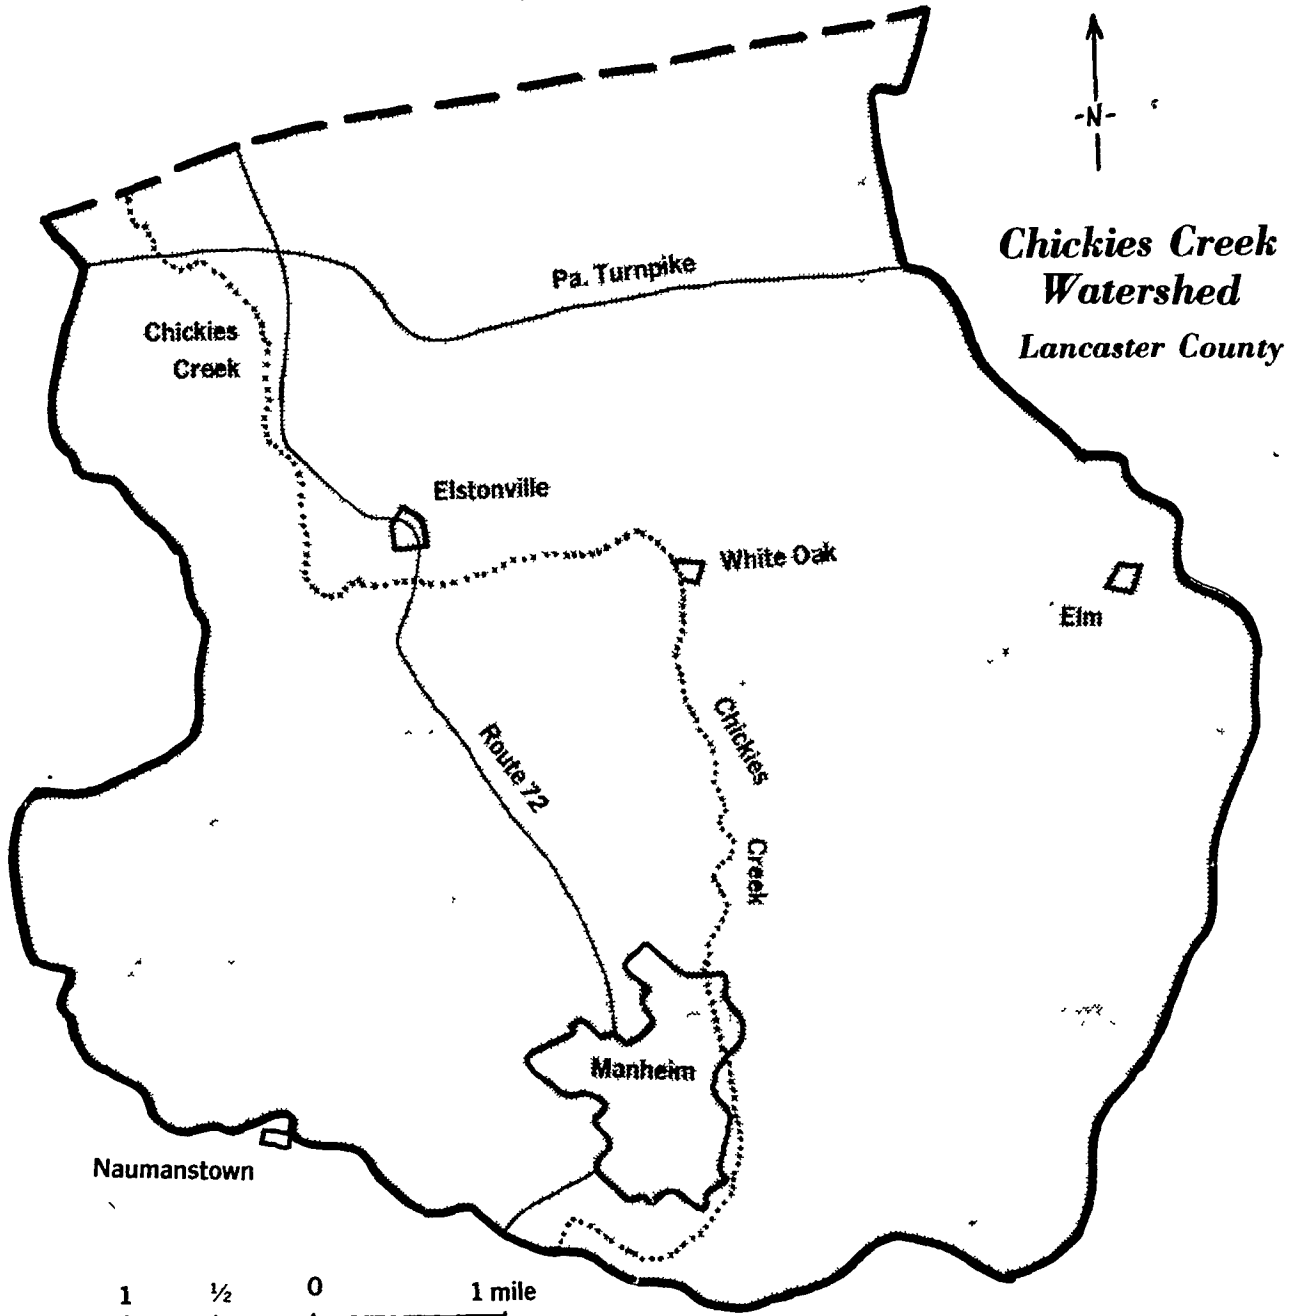 -N-
Chickies Creek
Watershed
Lancaster County
Pa. Turnpike
Chickies
Creek
Elstonville
White Oak
Elm
Chickies
Creek
Route 72
Manheim
Naumanstown
1 ½ 0 1 mile